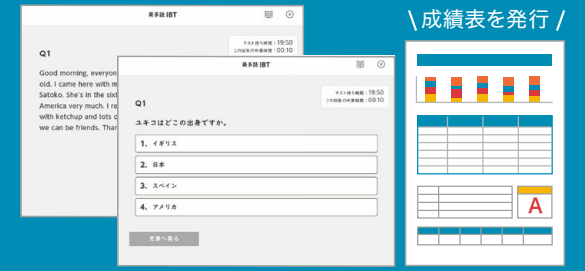 英多読 IBT
テスト残り時間：19:50
この設問の所要時間：00:10
Q1
Good morning, everyon
old. I came here with m
Satoko. She's in the sixt
America very much. I re
with ketchup and lots o
we can be friends. Than
英多読 IBT
テスト残り時間：19:50
この設問の所要時間：00:10
Q1
ユキコはどこの出身ですか。
1. イギリス
2. 日本
3. スペイン
4. アメリカ
文章へ戻る
\ 成績表を発行 /
A